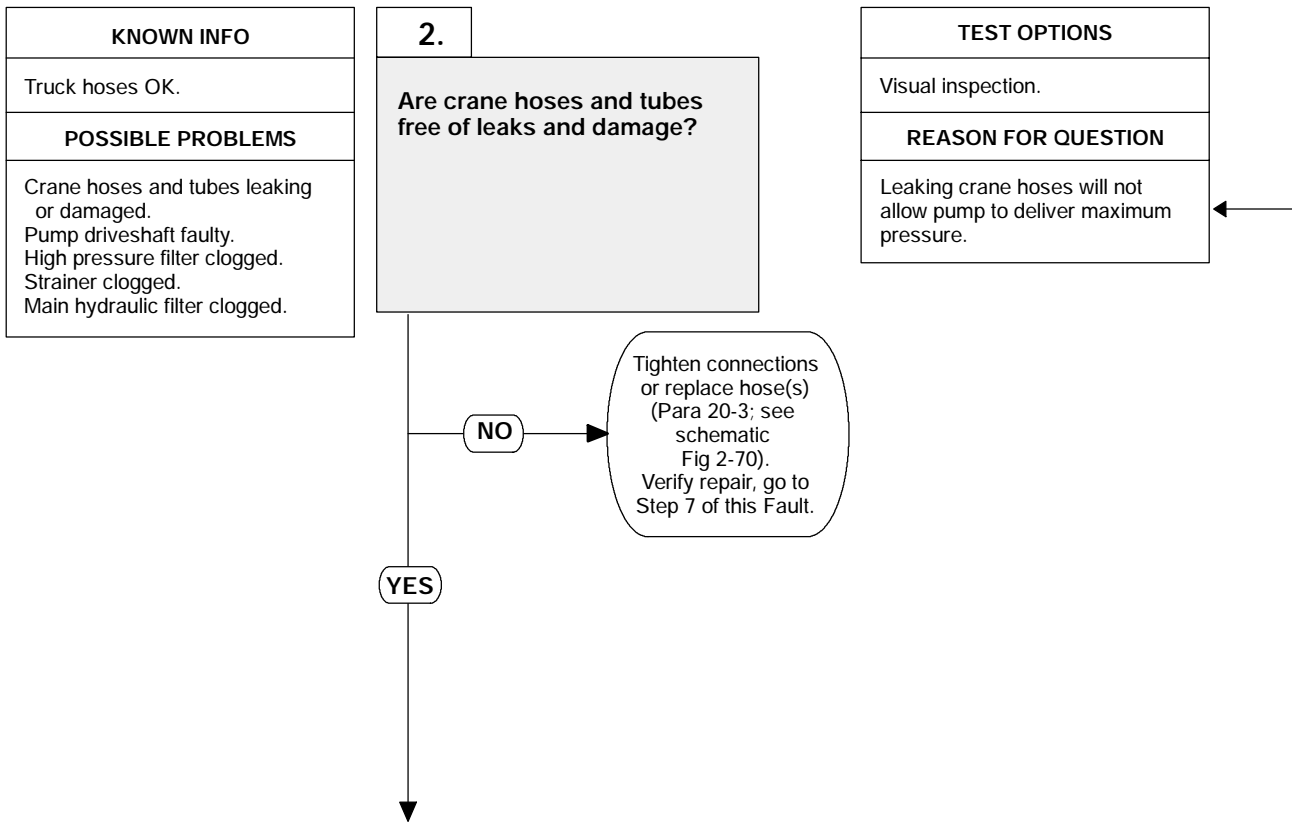 KNOWN INFO
Truck hoses OK.
POSSIBLE PROBLEMS
Crane hoses and tubes leaking
or damaged.
Pump driveshaft faulty.
High pressure filter clogged.
Strainer clogged.
Main hydraulic filter clogged.
2.
Are crane hoses and tubes
free of leaks and damage?
TEST OPTIONS
Visual inspection.
REASON FOR QUESTION
Leaking crane hoses will not
allow pump to deliver maximum
pressure.
NO
Tighten connections
or replace hose(s)
(Para 20-3; see
schematic
Fig 2-70).
Verify repair, go to
Step 7 of this Fault.
YES